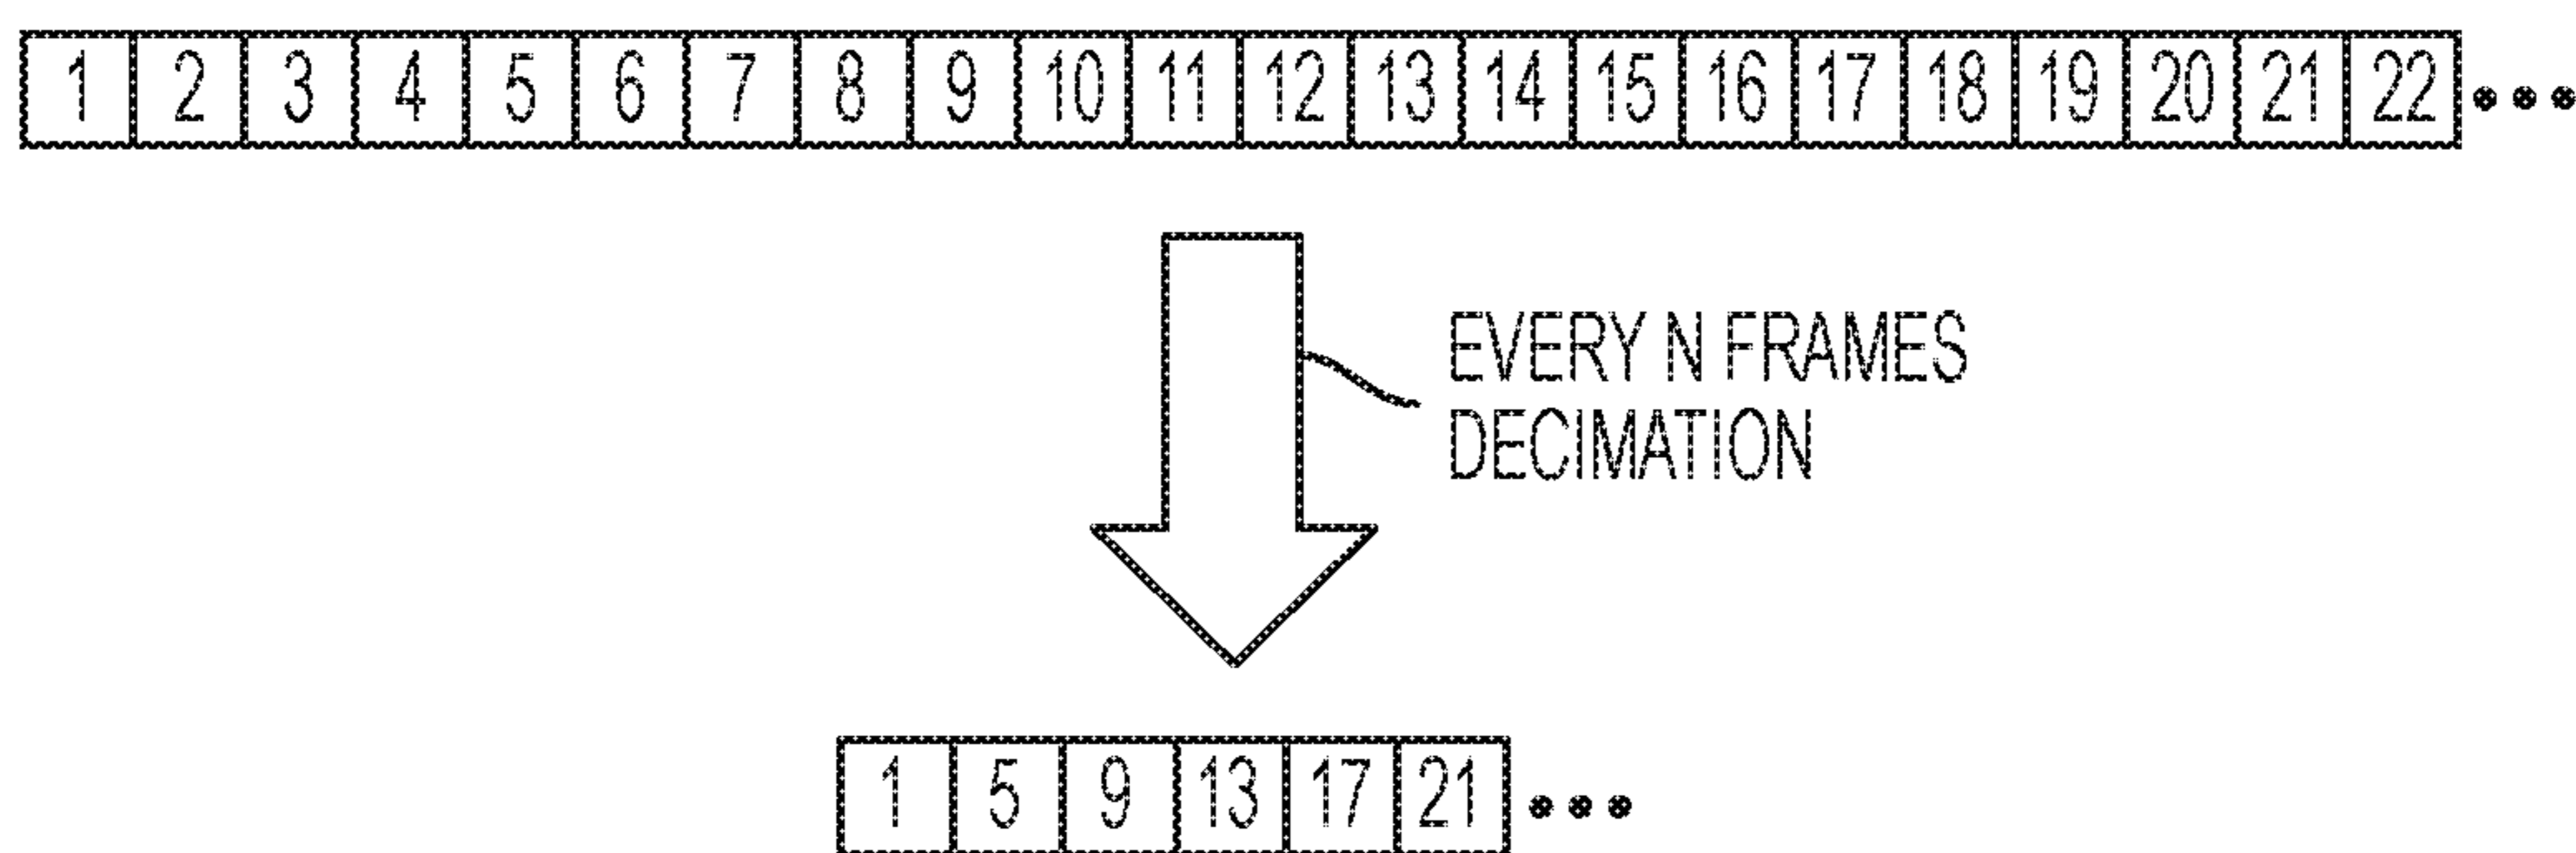 1 2 3 4 5 6 7 8 9 10 11 12 13 14 15 16 17 18 19 20 21 22 •••
EVERY N FRAMES
DECIMATION
1 5 9 13 17 21 •••